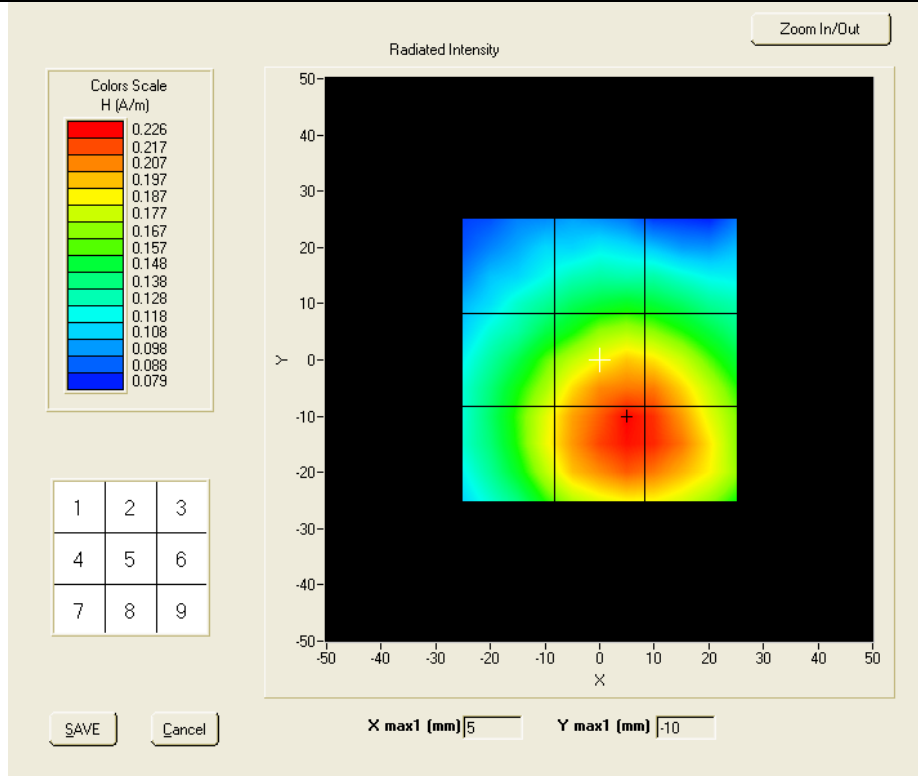 Zoom In/Out
Radiated Intensity
Colors Scale
H (A/m)
0.226
0.217
0.207
0.197
0.187
0.177
0.167
0.157
0.148
0.138
0.128
0.118
0.108
0.098
0.088
0.079
50
40
30
20
10
0
-10
-20
-30
-40
-50
Y
-50 -40 -30 -20 -10 0 10 20 30 40 50
X
1 2 3
4 5 6
7 8 9
SAVE Cancel
X max1 (mm) 5 Y max1 (mm) -10